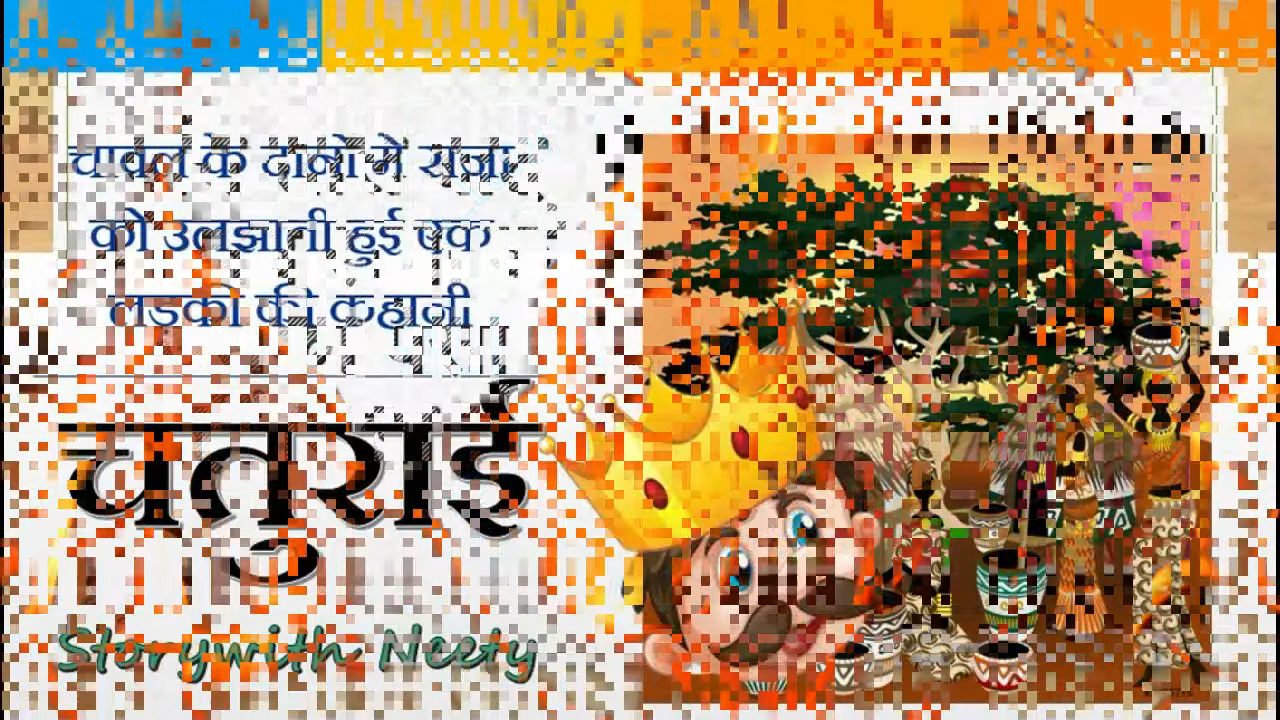 चावल के दानों में राजा
को उलझाती हुई एक
लड़की की कहानी
चतुराई
Storywith Neety